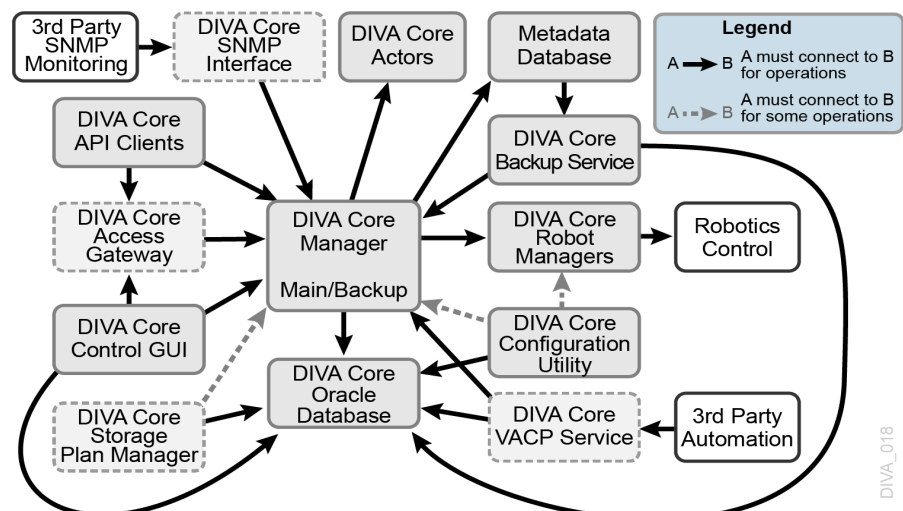 3rd Party
SNMP
Monitoring
DIVA Core
SNMP
Interface
DIVA Core
Actors
Metadata
Database
Legend
A B A must connect to B
for operations
A B A must connect to B
for some operations
DIVA Core
API Clients
DIVA Core
Backup Service
DIVA Core
Access
Gateway
DIVA Core
Manager
Main/Backup
DIVA Core
Robot
Managers
Robotics
Control
DIVA Core
Control GUI
DIVA Core
Configuration
Utility
DIVA Core
Oracle
Database
DIVA Core
Storage
Plan Manager
DIVA Core
VACP Service
3rd Party
Automation
DIVA_018